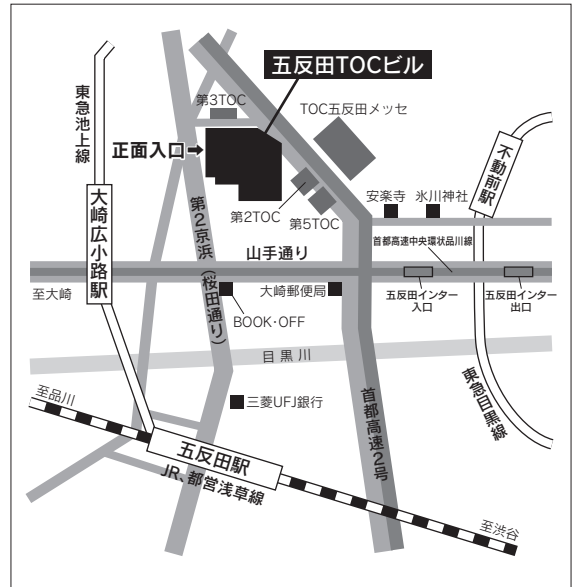 五反田TOCビル
第3TOC
TOC五反田メッセ
東急池上線
正面入口→
不動前駅
安楽寺
氷川神社
大崎広小路駅
第2京浜（桜田通り）
第2TOC
第5TOC
首都高速中央環状品川線
山手通り
至大崎
大崎郵便局
五反田インター
入口
五反田インター
出口
BOOK・OFF
目黒川
東急目黒線
至品川
三菱UFJ銀行
首都高速2号
五反田駅
JR、都営浅草線
至渋谷